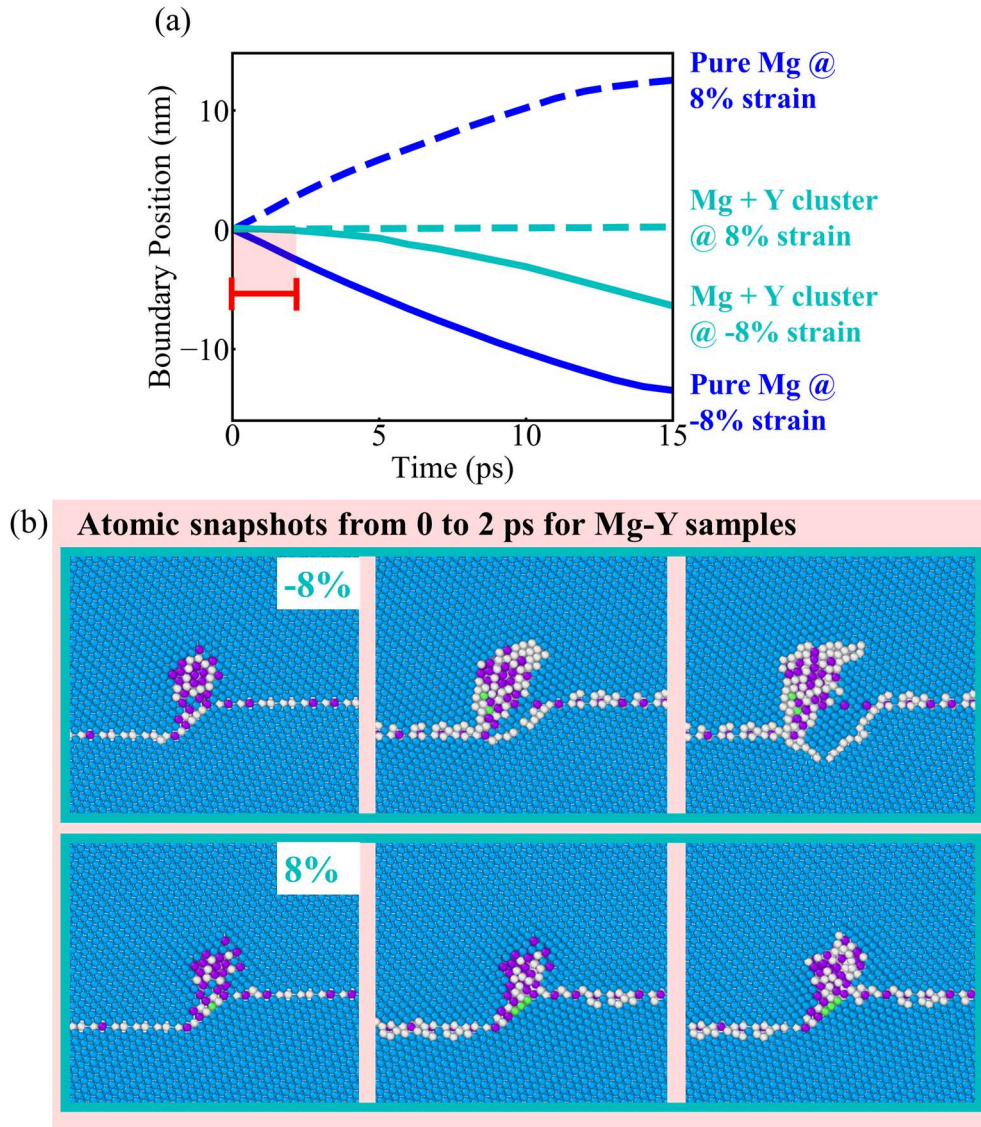 (a)
Boundary Position (nm)
10
0
−10
0
5
10
15
Time (ps)
Pure Mg @
8% strain
Mg + Y cluster
@ 8% strain
Mg + Y cluster
@ -8% strain
Pure Mg @
-8% strain
(b)
Atomic snapshots from 0 to 2 ps for Mg-Y samples
-8%
8%